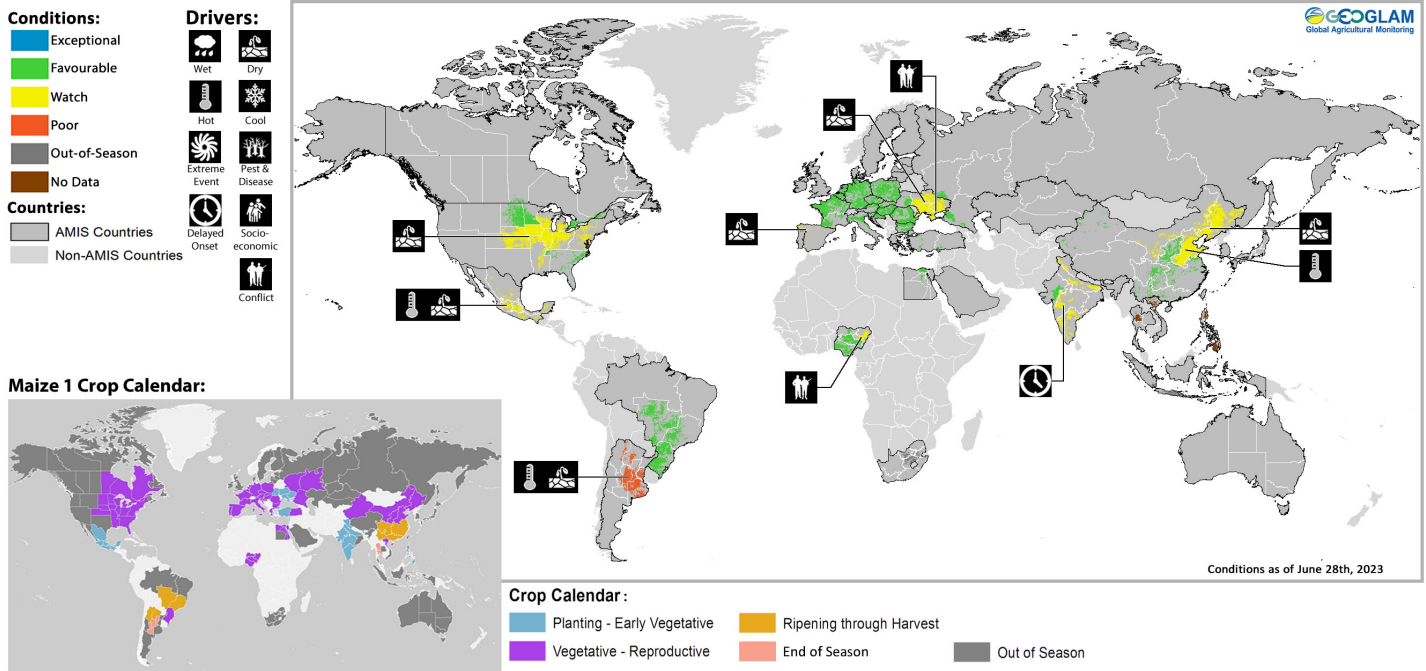 Conditions:
Exceptional
Favourable
Watch
Poor
Out-of-Season
No Data
Countries:
AMIS Countries
Non-AMIS Countries
Drivers:
Wet
Dry
Hot
Cool
Extreme
Event
Pest &
Disease
Delayed
Onset
Socio-
economic
Conflict
GEOGLAM
Global Agricultural Monitoring
Conditions as of June 28th, 2023
Maize 1 Crop Calendar:
Crop Calendar :
Planting - Early Vegetative
Vegetative - Reproductive
Ripening through Harvest
End of Season
Out of Season